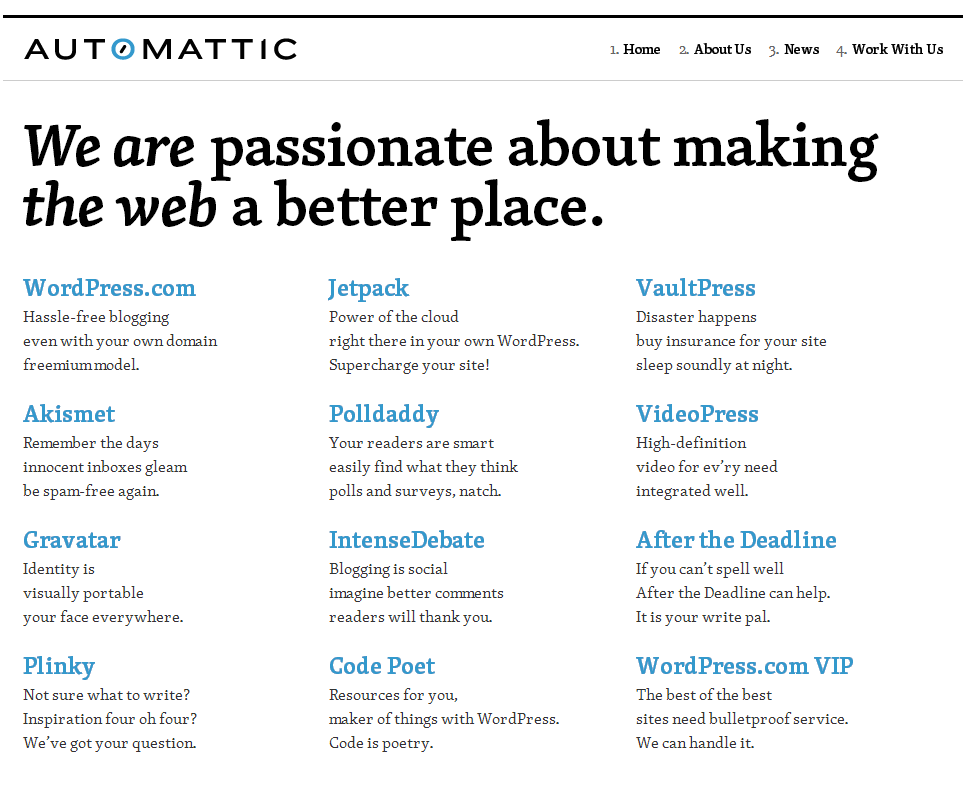 AUTOMATTIC
1. Home 2. About Us 3. News 4. Work With Us
We are passionate about making
the web a better place.
WordPress.com
Hassle-free blogging
even with your own domain
freemium model.
Jetpack
Power of the cloud
right there in your own WordPress.
Supercharge your site!
VaultPress
Disaster happens
buy insurance for your site
sleep soundly at night.
Akismet
Remember the days
innocent inboxes gleam
be spam-free again.
Polldaddy
Your readers are smart
easily find what they think
polls and surveys, natch.
VideoPress
High-definition
video for ev’ry need
integrated well.
Gravatar
Identity is
visually portable
your face everywhere.
IntenseDebate
Blogging is social
imagine better comments
readers will thank you.
After the Deadline
If you can’t spell well
After the Deadline can help.
It is your write pal.
Plinky
Not sure what to write?
Inspiration four oh four?
We’ve got your question.
Code Poet
Resources for you,
maker of things with WordPress.
Code is poetry.
WordPress.com VIP
The best of the best
sites need bulletproof service.
We can handle it.